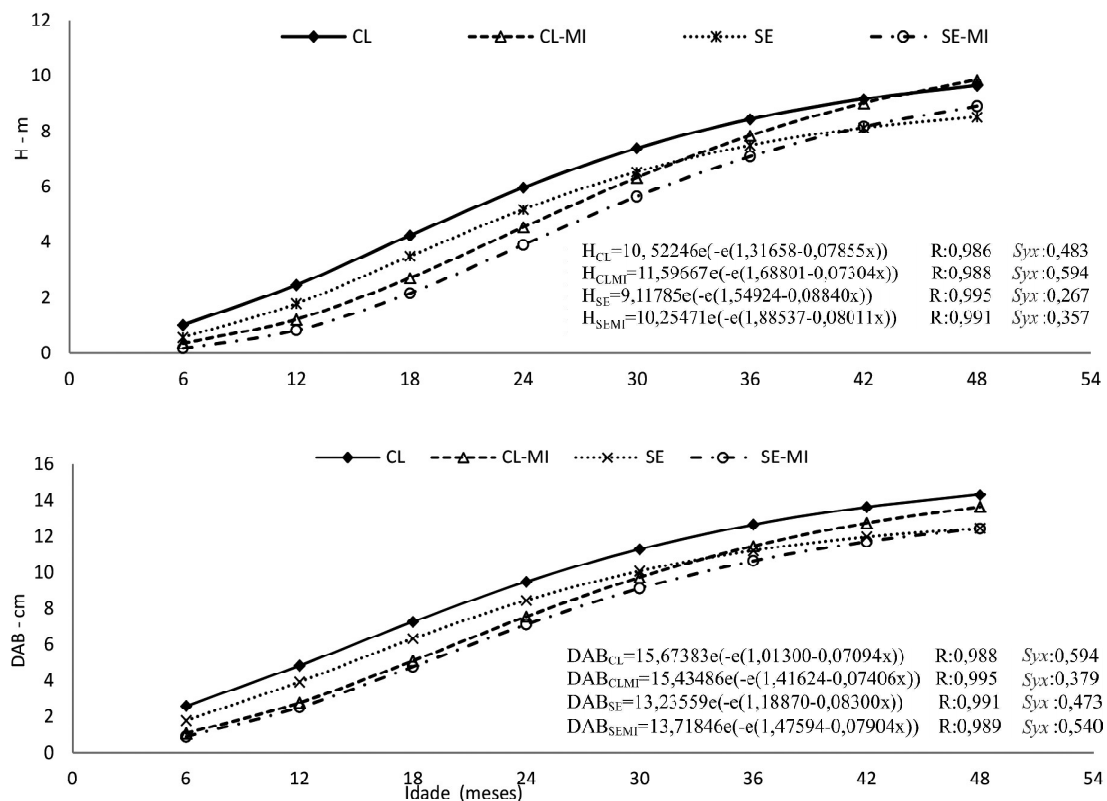 12
CL CL-MI SE SE-MI
10
8
H - m
6
4
H_CL=10, 52246e(-e(1,31658-0,07855x)) R:0,986 Syx:0,483
H_CLMI=11,59667e(-e(1,68801-0,07304x)) R:0,988 Syx:0,594
2
H_SE=9,11785e(-e(1,54924-0,08840x)) R:0,995 Syx:0,267
H_SEMI=10,25471e(-e(1,88537-0,08011x)) R:0,991 Syx:0,357
0
0 6 12 18 24 30 36 42 48 54
16
CL CL-MI SE SE-MI
14
12
10
8
DAB - cm
6
DAB_CL=15,67383e(-e(1,01300-0,07094x)) R:0,988 Syx:0,594
4
DAB_CLMI=15,43486e(-e(1,41624-0,07406x)) R:0,995 Syx:0,379
DAB_SE=13,23559e(-e(1,18870-0,08300x)) R:0,991 Syx:0,473
2
DAB_SEMI=13,71846e(-e(1,47594-0,07904x)) R:0,989 Syx:0,540
0
0 6 12 18 24 30 36 42 48 54
Idade (meses)